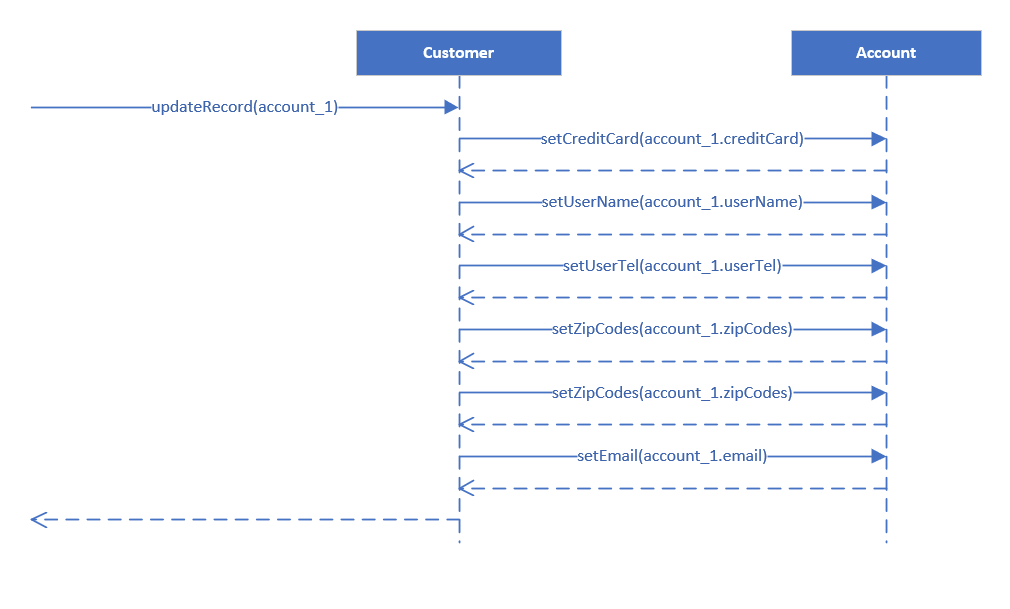 Customer
Account
updateRecord(account_1)
setCreditCard(account_1.creditCard)
setUserName(account_1.userName)
setUserTel(account_1.userTel)
setZipCodes(account_1.zipCodes)
setZipCodes(account_1.zipCodes)
setEmail(account_1.email)